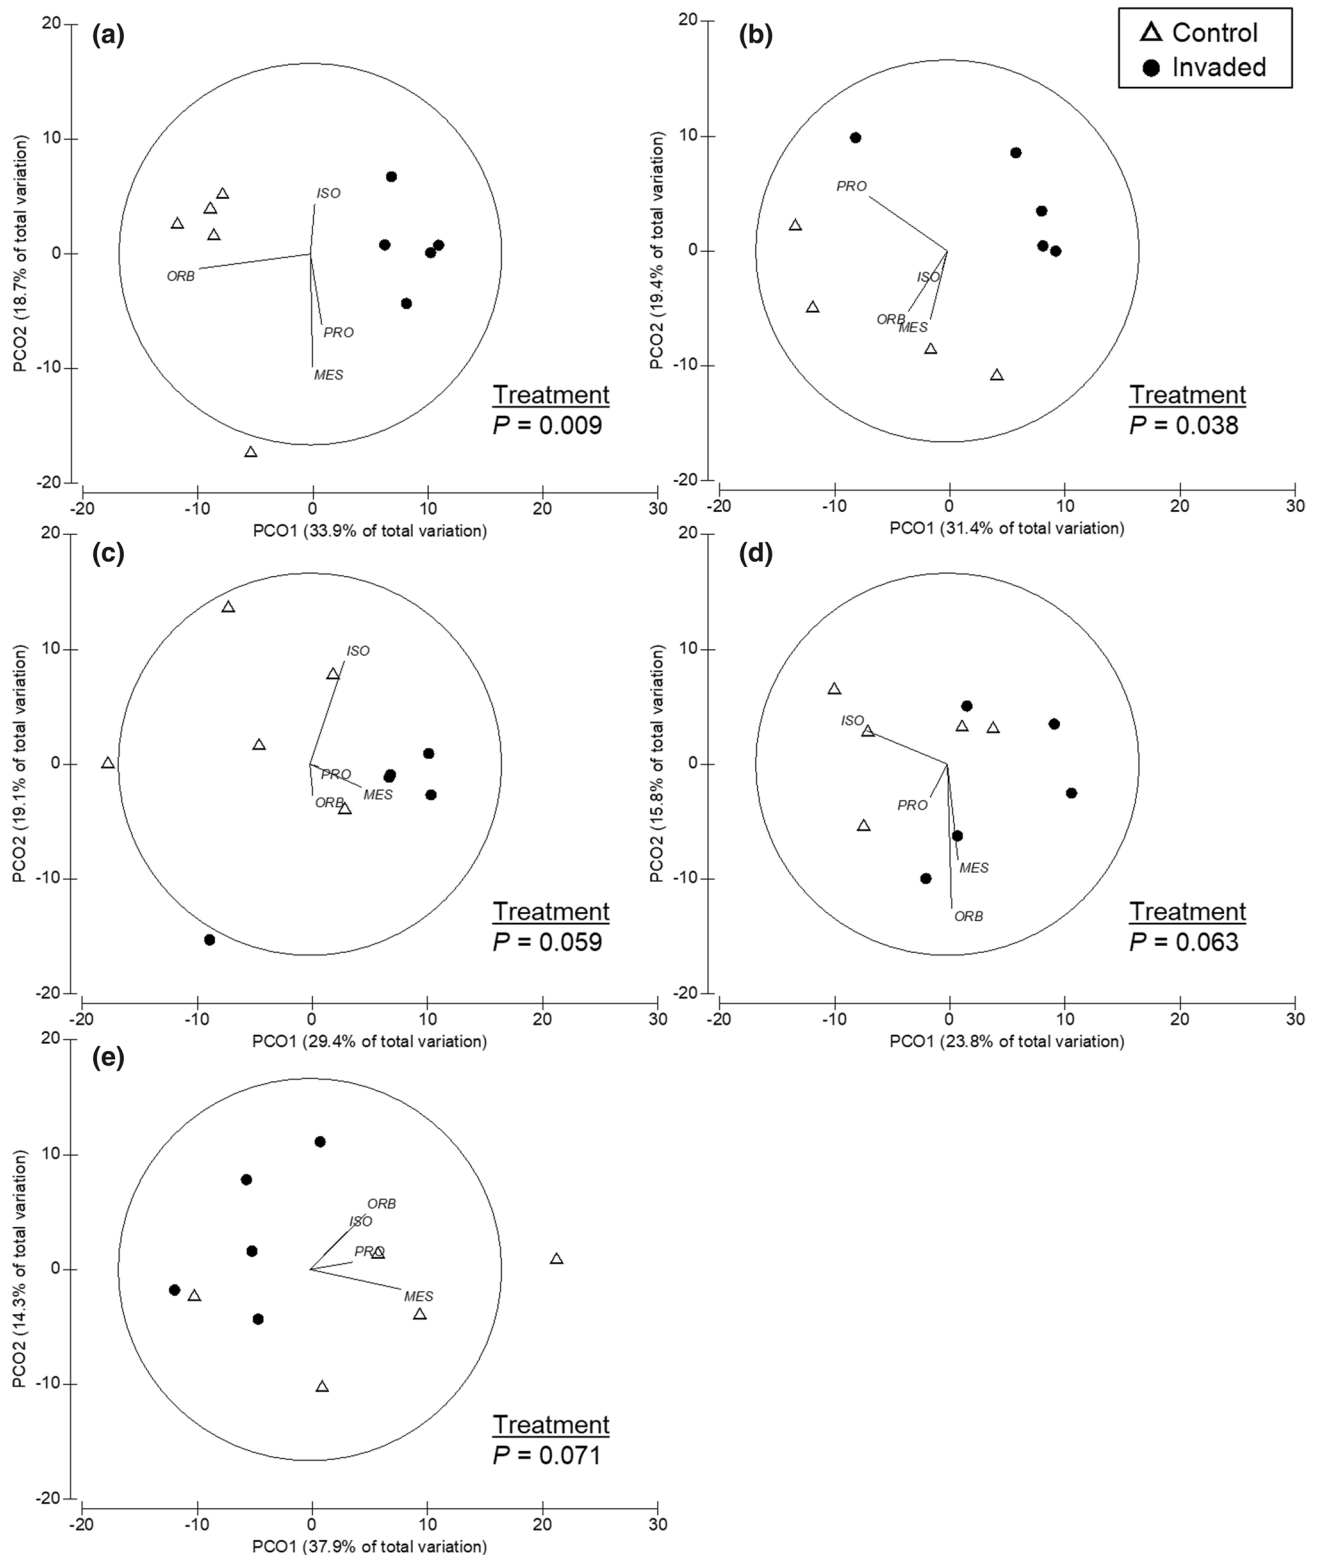 (a)
20
10
0
-10
-20
PCO2 (18.7% of total variation)
ISO
ORB
PRO
MES
Treatment
P = 0.009
-20 -10 0 10 20 30
PCO1 (33.9% of total variation)
(b)
Control
Invaded
20
10
0
-10
-20
PCO2 (19.4% of total variation)
PRO
ISO
ORB
MES
Treatment
P = 0.038
-20 -10 0 10 20 30
PCO1 (31.4% of total variation)
(c)
20
10
0
-10
-20
PCO2 (19.1% of total variation)
ISO
PRO
MES
ORB
Treatment
P = 0.059
-20 -10 0 10 20 30
PCO1 (29.4% of total variation)
(d)
20
10
0
-10
-20
PCO2 (15.8% of total variation)
ISO
PRO
MES
ORB
Treatment
P = 0.063
-20 -10 0 10 20 30
PCO1 (23.8% of total variation)
(e)
20
10
0
-10
-20
PCO2 (14.3% of total variation)
ORB
ISO
PRO
MES
Treatment
P = 0.071
-20 -10 0 10 20 30
PCO1 (37.9% of total variation)